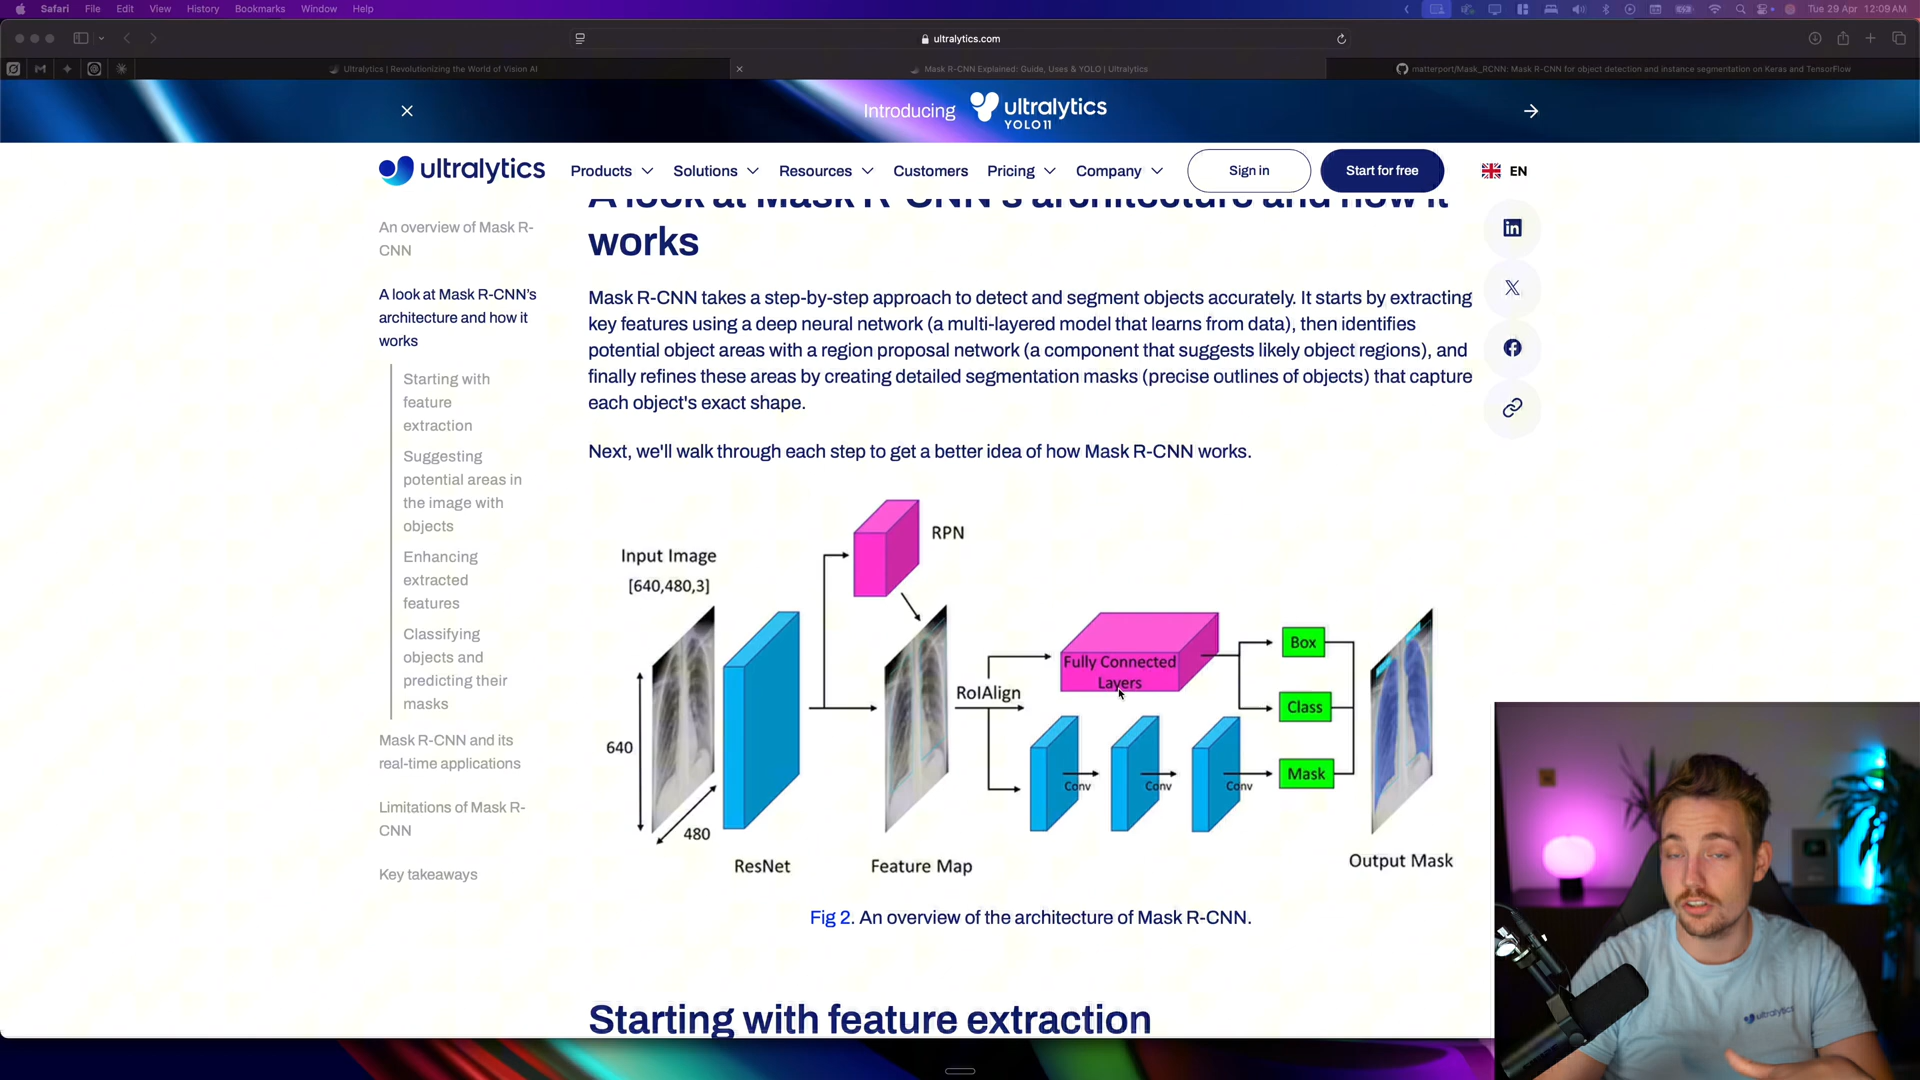 Safari File Edit View History Bookmarks Window Help
Tue 29 Apr 12:09 AM
ultralytics.com
Ultralytics | Revolutionizing the World of Vision AI
Mask R-CNN Explained: Guide, Uses & YOLO | Ultralytics
matterport/Mask_RCNN: Mask R-CNN for object detection and instance segmentation on Keras and TensorFlow
Introducing ultralytics
YOLO11
ultralytics
Products
Solutions
Resources
Customers
Pricing
Company
Sign in
Start for free
EN
An overview of Mask R-
CNN
A look at Mask R-CNN's
architecture and how it
works
Starting with
feature
extraction
Suggesting
potential areas in
the image with
objects
Enhancing
extracted
features
Classifying
objects and
predicting their
masks
Mask R-CNN and its
real-time applications
Limitations of Mask R-
CNN
Key takeaways
A look at Mask R-CNN's architecture and how it
works
Mask R-CNN takes a step-by-step approach to detect and segment objects accurately. It starts by extracting
key features using a deep neural network (a multi-layered model that learns from data), then identifies
potential object areas with a region proposal network (a component that suggests likely object regions), and
finally refines these areas by creating detailed segmentation masks (precise outlines of objects) that capture
each object's exact shape.
Next, we'll walk through each step to get a better idea of how Mask R-CNN works.
Input Image
[640,480,3]
640
480
ResNet
RPN
Feature Map
RoIAlign
Fully Connected
Layers
Conv
Conv
Conv
Box
Class
Mask
Output Mask
Fig 2. An overview of the architecture of Mask R-CNN.
Starting with feature extraction
ultralytics